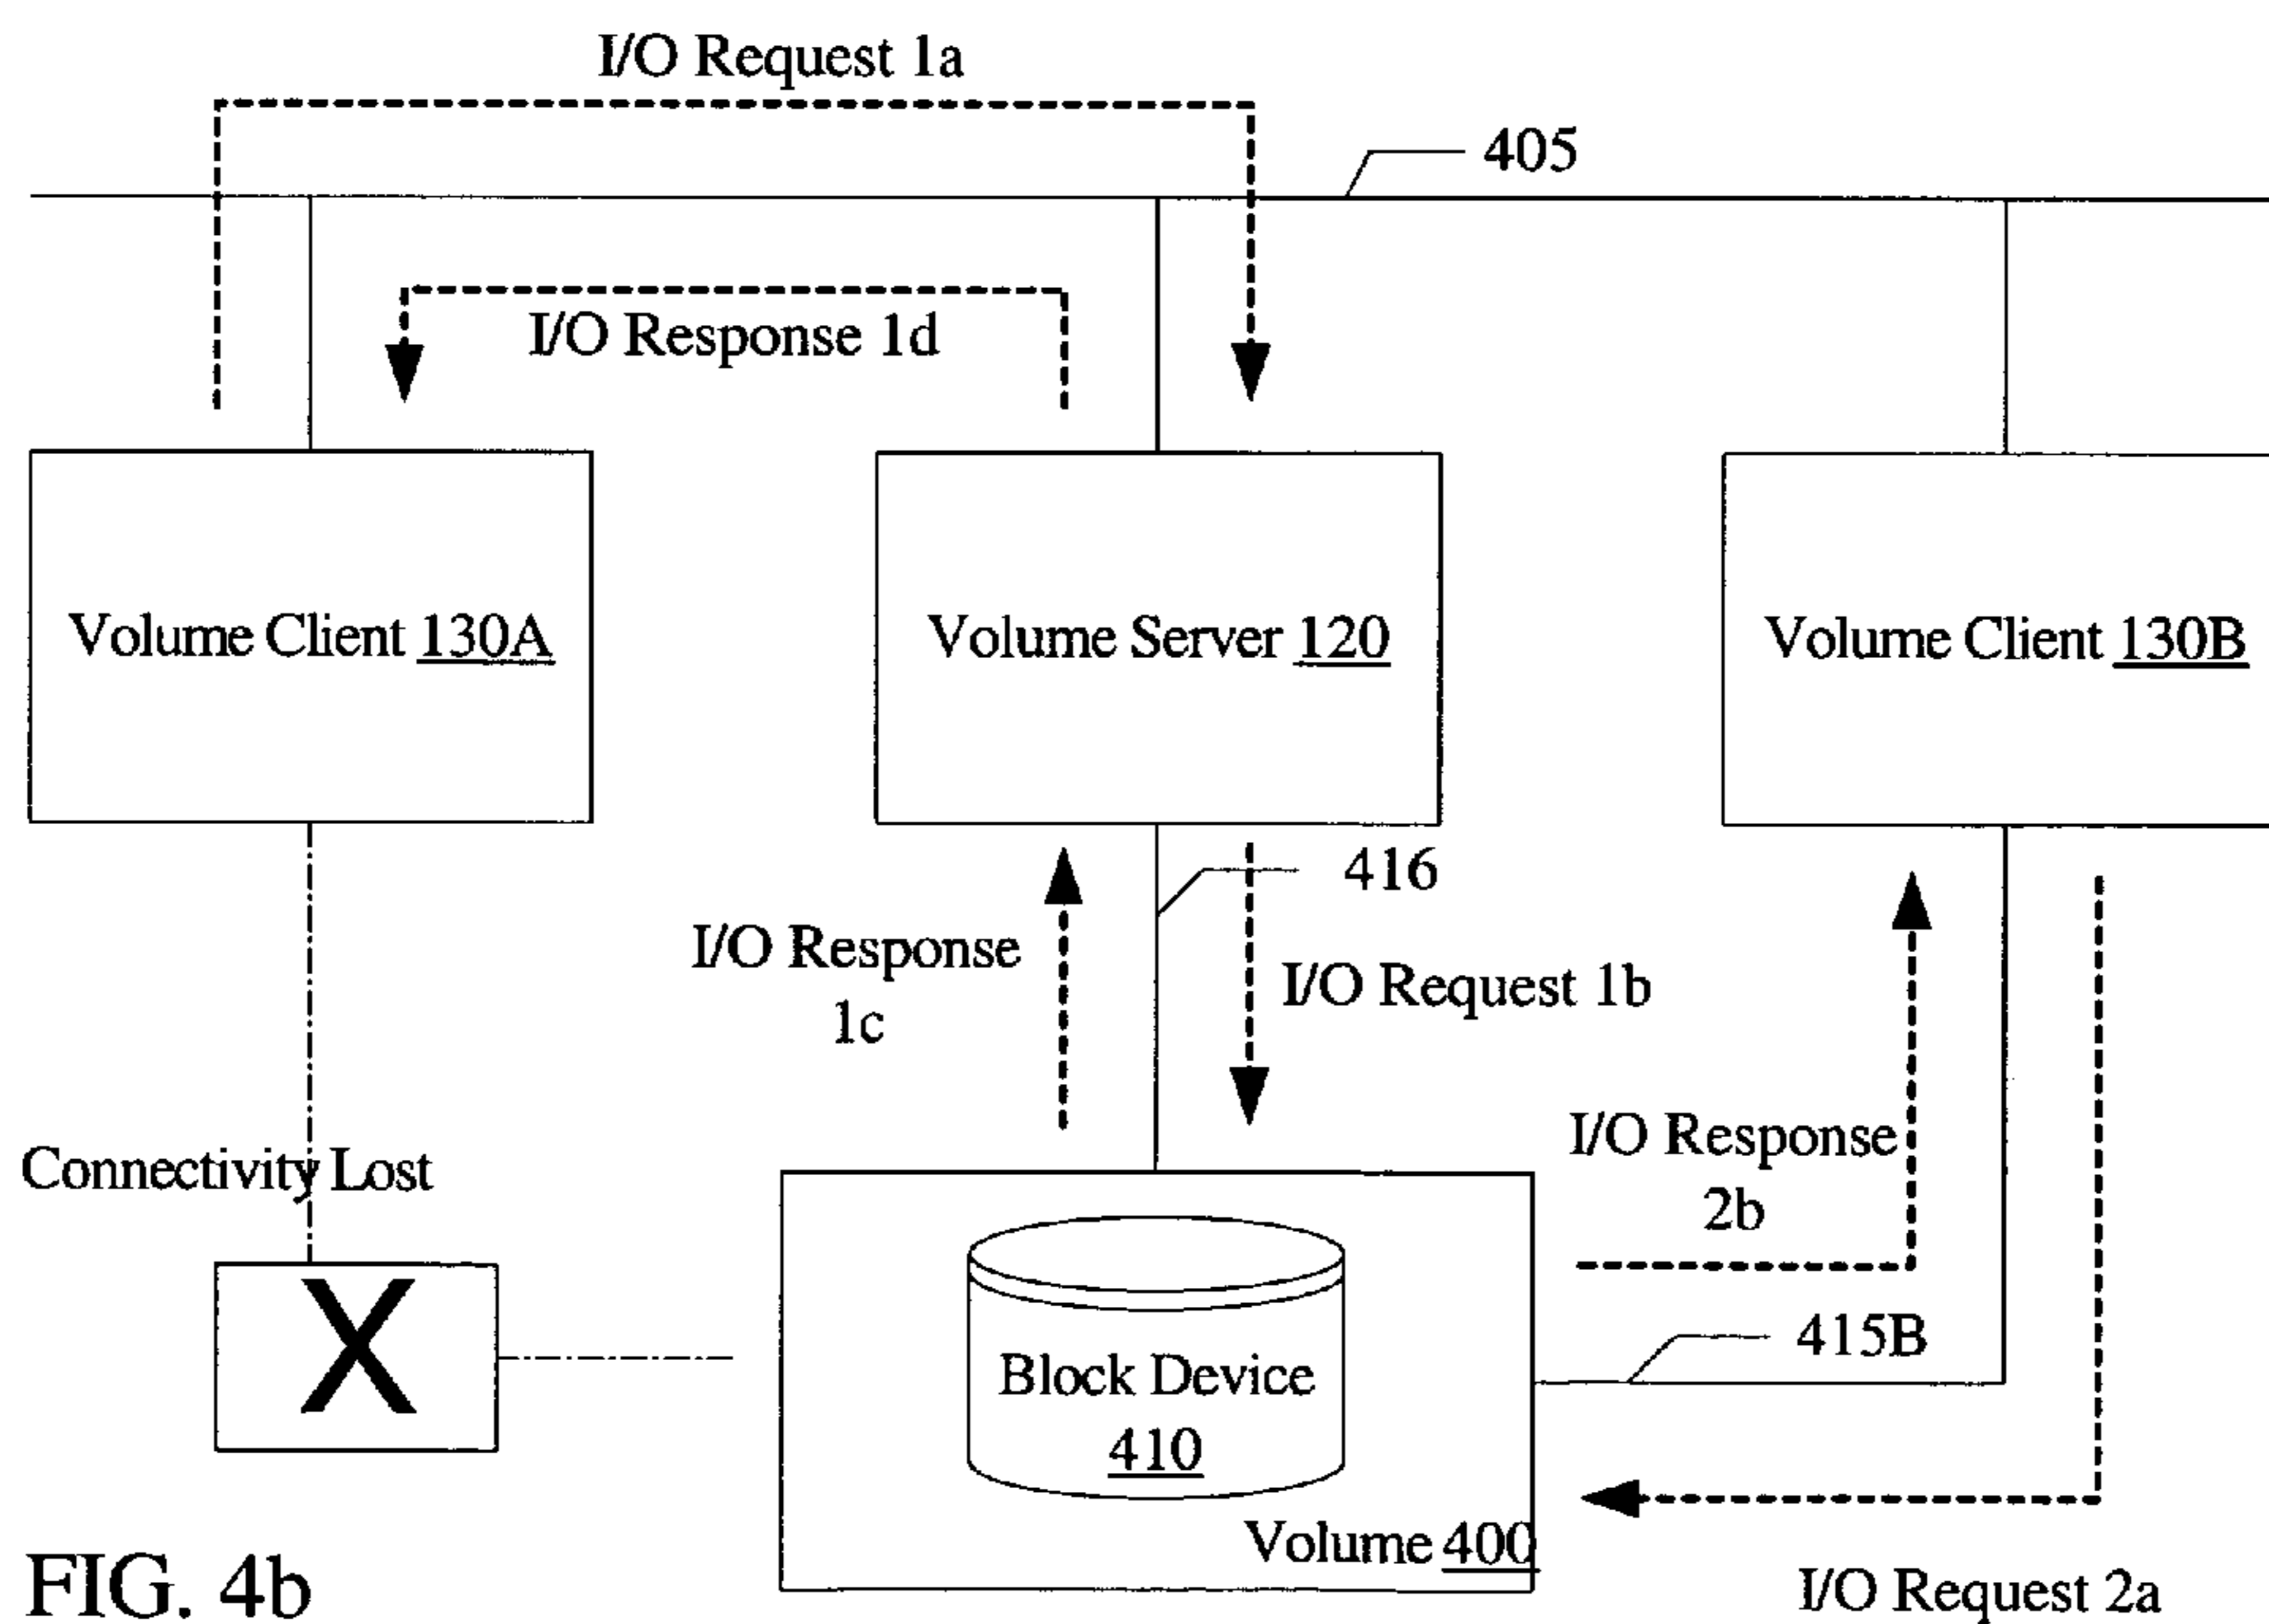 I/O Request 1a
405
I/O Response 1d
Volume Client 130A
Volume Server 120
Volume Client 130B
416
I/O Response
1c
I/O Request 1b
I/O Response
2b
Connectivity Lost
X
415B
Block Device
410
Volume 400
I/O Request 2a
FIG. 4b